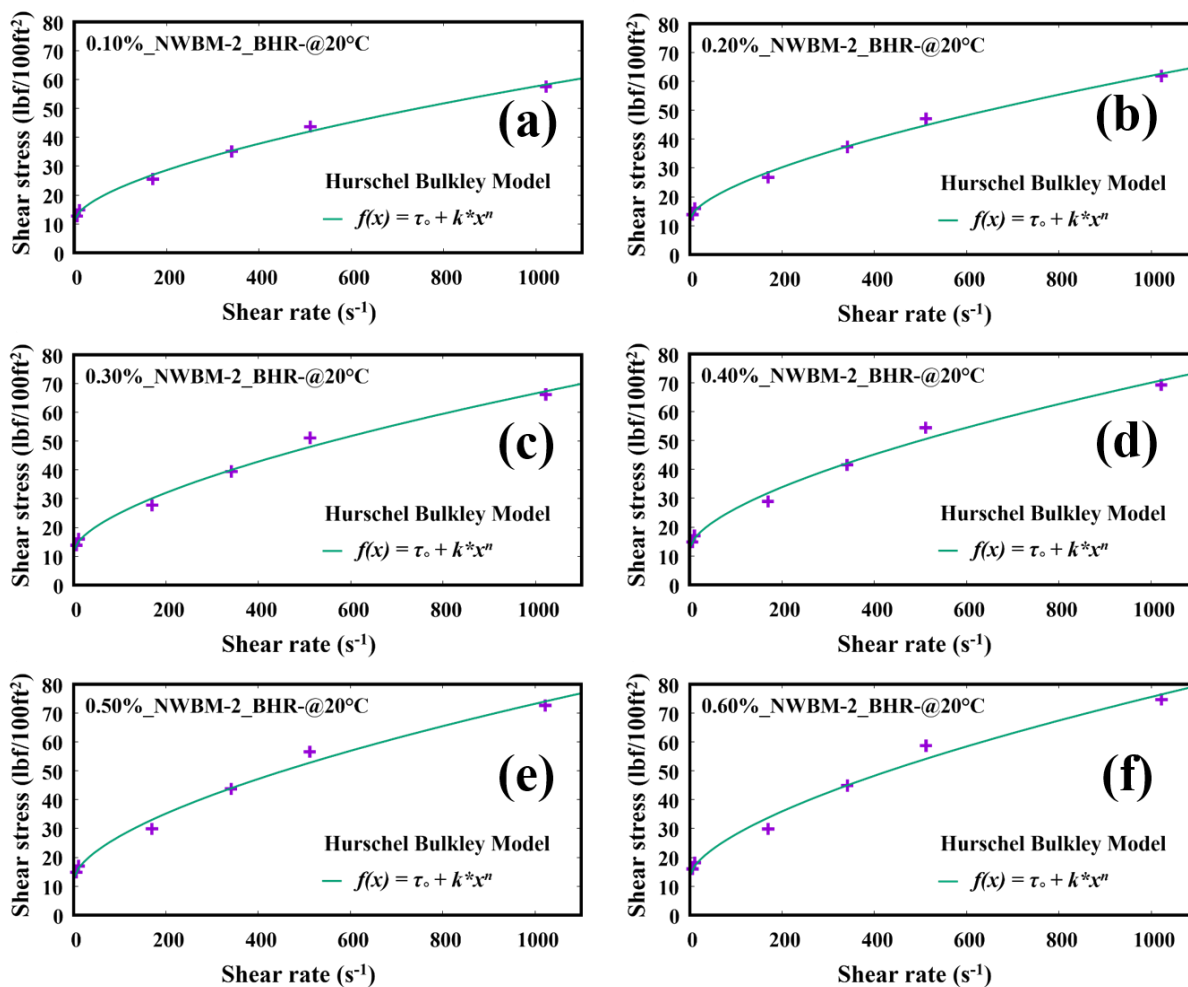 0.10%_NWBM-2_BHR-@20°C
(a)
Hurschel Bulkley Model
f(x) = τ∘ + k*xⁿ
Shear stress (lbf/100ft²)
80
70
60
50
40
30
20
10
0
0 200 400 600 800 1000
Shear rate (s⁻¹)
0.20%_NWBM-2_BHR-@20°C
(b)
Hurschel Bulkley Model
f(x) = τ∘ + k*xⁿ
Shear stress (lbf/100ft²)
80
70
60
50
40
30
20
10
0
0 200 400 600 800 1000
Shear rate (s⁻¹)
0.30%_NWBM-2_BHR-@20°C
(c)
Hurschel Bulkley Model
f(x) = τ∘ + k*xⁿ
Shear stress (lbf/100ft²)
80
70
60
50
40
30
20
10
0
0 200 400 600 800 1000
Shear rate (s⁻¹)
0.40%_NWBM-2_BHR-@20°C
(d)
Hurschel Bulkley Model
f(x) = τ∘ + k*xⁿ
Shear stress (lbf/100ft²)
80
70
60
50
40
30
20
10
0
0 200 400 600 800 1000
Shear rate (s⁻¹)
0.50%_NWBM-2_BHR-@20°C
(e)
Hurschel Bulkley Model
f(x) = τ∘ + k*xⁿ
Shear stress (lbf/100ft²)
80
70
60
50
40
30
20
10
0
0 200 400 600 800 1000
Shear rate (s⁻¹)
0.60%_NWBM-2_BHR-@20°C
(f)
Hurschel Bulkley Model
f(x) = τ∘ + k*xⁿ
Shear stress (lbf/100ft²)
80
70
60
50
40
30
20
10
0
0 200 400 600 800 1000
Shear rate (s⁻¹)